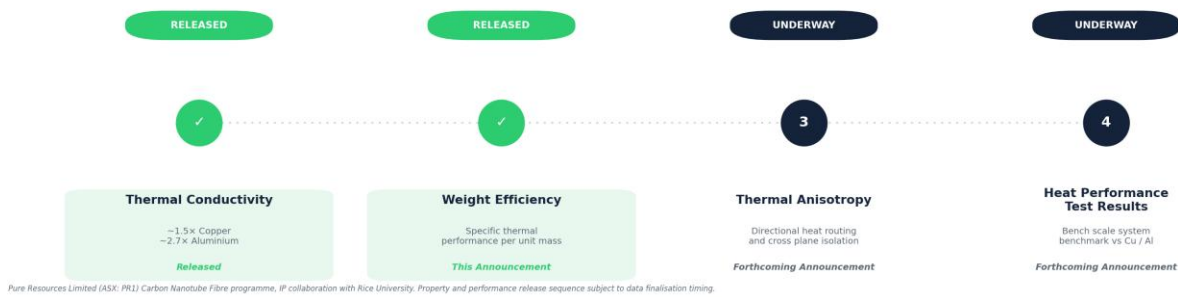 RELEASED
RELEASED
UNDERWAY
UNDERWAY
✓
✓
3
4
Thermal Conductivity
~1.5× Copper
~2.7× Aluminium
Released
Weight Efficiency
Specific thermal
performance per unit mass
This Announcement
Thermal Anisotropy
Directional heat routing
and cross plane isolation
Forthcoming Announcement
Heat Performance
Test Results
Bench scale system
benchmark vs Cu / Al
Forthcoming Announcement
Pure Resources Limited (ASX: PR1) Carbon Nanotube Fibre programme, IP collaboration with Rice University. Property and performance release sequence subject to data finalisation timing.